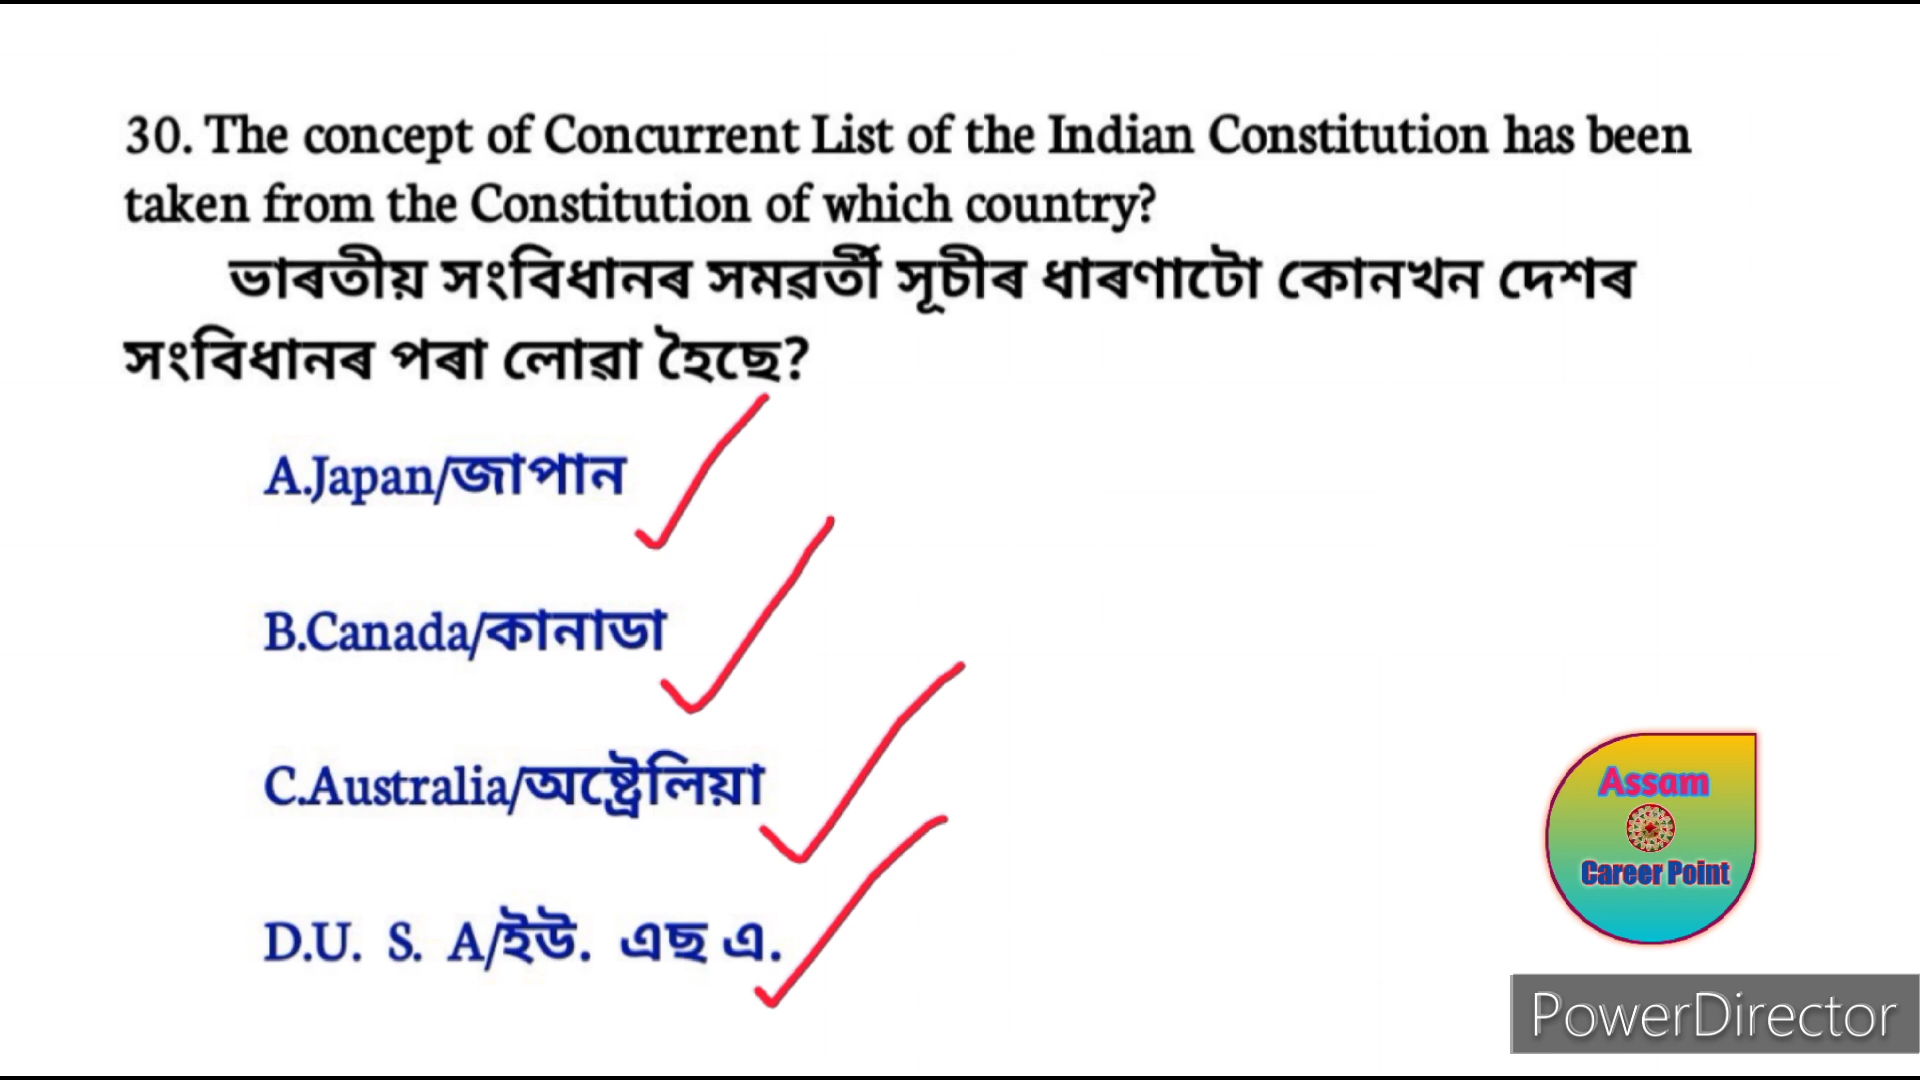 30. The concept of Concurrent List of the Indian Constitution has been
taken from the Constitution of which country?
ভাৰতীয় সংবিধানৰ সমৱৰ্তী সূচীৰ ধাৰণাটো কোনখন দেশৰ
সংবিধানৰ পৰা লোৱা হৈছে?
A.Japan/জাপান
B.Canada/কানাডা
C.Australia/অষ্ট্ৰেলিয়া
D.U. S. A/ইউ. এছ এ.
Assam
Career Point
PowerDirector